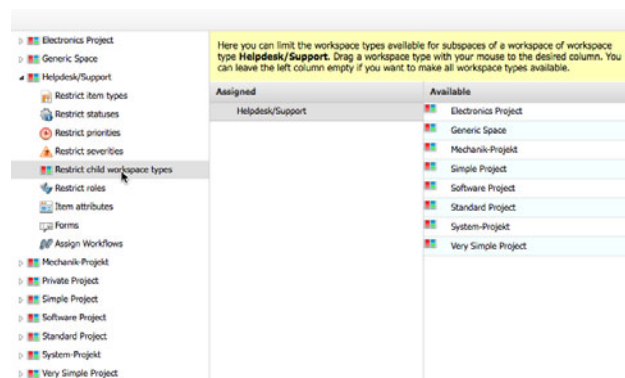 Electronics Project
Generic Space
Helpdesk/Support
Restrict item types
Restrict statuses
Restrict priorities
Restrict severities
Restrict child workspace types
Restrict roles
Item attributes
Forms
Assign Workflows
Mechanik-Projekt
Private Project
Simple Project
Software Project
Standard Project
System-Projekt
Very Simple Project
Here you can limit the workspace types available for subspaces of a workspace of workspace
type Helpdesk/Support. Drag a workspace type with your mouse to the desired column. You
can leave the left column empty if you want to make all workspace types available.
Assigned
Helpdesk/Support
Available
Electronics Project
Generic Space
Mechanik-Projekt
Simple Project
Software Project
Standard Project
System-Projekt
Very Simple Project